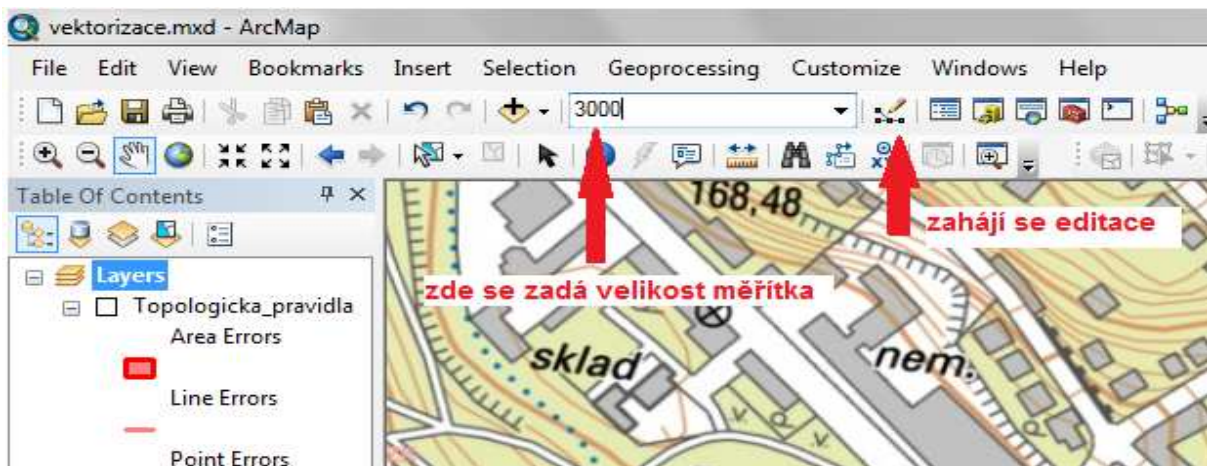 vektorizace.mxd - ArcMap
File Edit View Bookmarks Insert Selection Geoprocessing Customize Windows Help
3000
Table Of Contents
Layers
Topologicka_pravidla
Area Errors
Line Errors
Point Errors
168,48
zahájí se editace
zde se zadá velikost měřítka
sklad
nem.